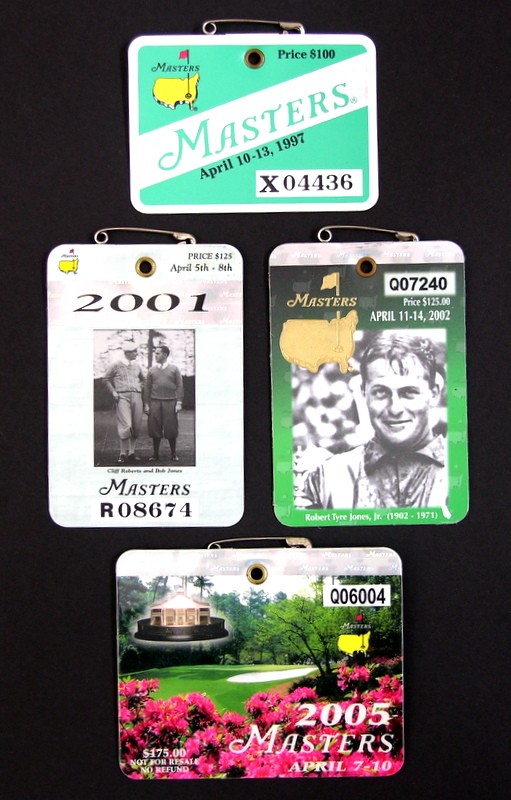 MASTERS
Price $100
MASTERS®
April 10-13, 1997
X04436
Masters
PRICE $125
April 5th - 8th
2001
Cliff Roberts and Bob Jones
MASTERS
R08674
Q07240
MASTERS
Price $125.00
APRIL 11-14, 2002
Robert Tyre Jones, Jr. (1902 - 1971)
Q06004
MASTERS
2005
MASTERS
$175.00
NOT FOR RESALE
NO REFUND
APRIL 7-10